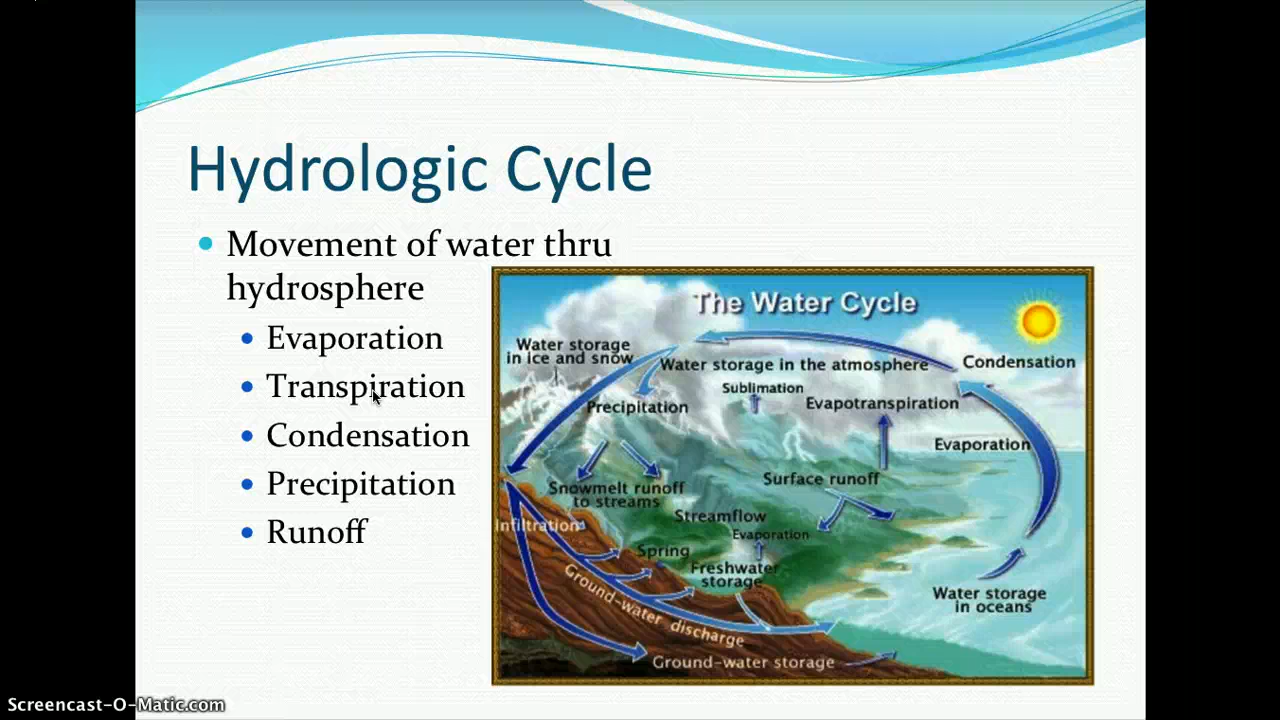 Hydrologic Cycle
Movement of water thru
hydrosphere
Evaporation
Transpiration
Condensation
Precipitation
Runoff
The Water Cycle
Water storage
in ice and snow
Water storage in the atmosphere
Condensation
Sublimation
Precipitation
Evapotranspiration
Evaporation
Surface runoff
Snowmelt runoff
to streams
Streamflow
Infiltration
Evaporation
Spring
Freshwater
storage
Ground-water discharge
Water storage
in oceans
Ground-water storage
Screencast-O-Matic.com